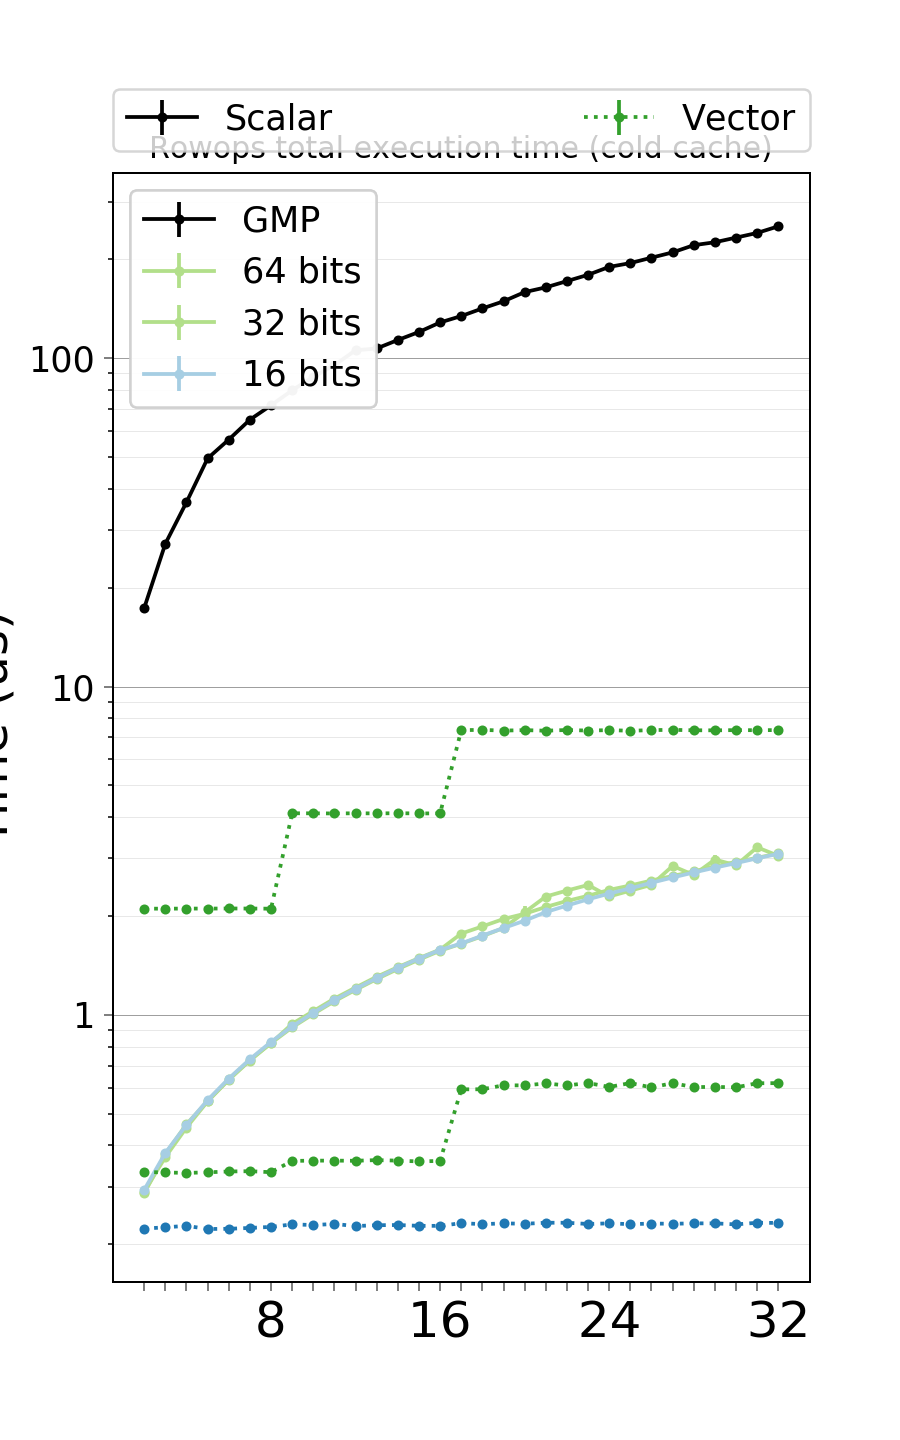 Scalar Vector
Rowops total execution time (cold cache)
GMP
64 bits
32 bits
16 bits
100
10
1
8 16 24 32